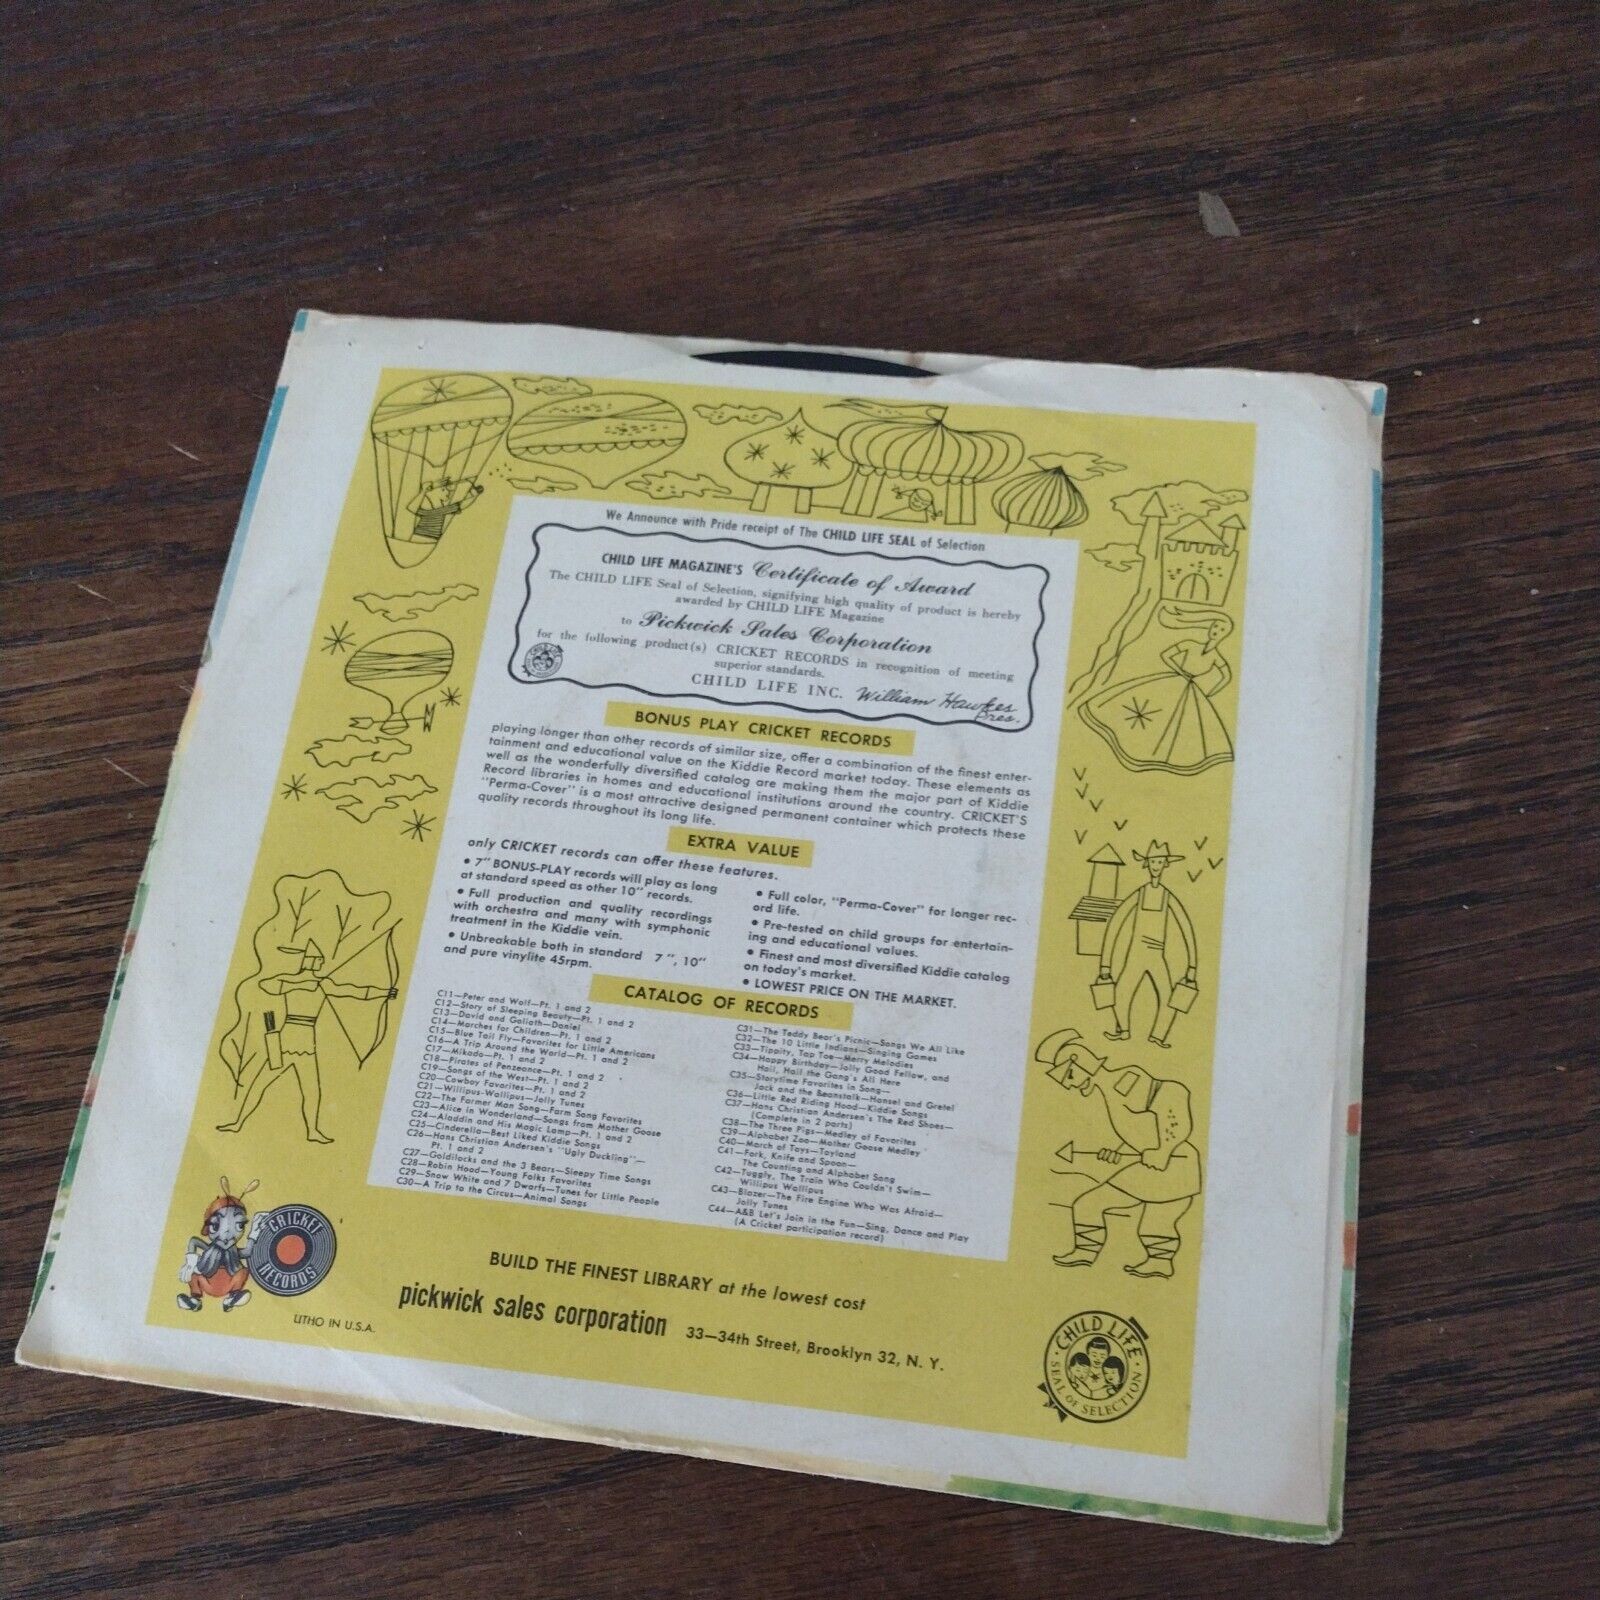 We Announce with Pride receipt of The CHILD LIFE SEAL of Selection
CHILD LIFE MAGAZINE'S Certificate of Award
The CHILD LIFE Seal of Selection, signifying high quality of product is hereby
awarded by CHILD LIFE Magazine
to Pickwick Sales Corporation
for the following product(s) CRICKET RECORDS in recognition of meeting
superior standards.
CHILD LIFE INC. William Hawkes
Pres.
BONUS PLAY CRICKET RECORDS
playing longer than other records of similar size, offer a combination of the finest enter-
tainment and educational value on the Kiddie Record market today. These elements as
well as the wonderfully diversified catalog are making them the major part of Kiddie
Record libraries in homes and educational institutions around the country. CRICKET'S
"Perma-Cover" is a most attractive designed permanent container which protects these
quality records throughout its long life.
EXTRA VALUE
only CRICKET records can offer these features.
• 7" BONUS-PLAY records will play as long
at standard speed as other 10" records.
• Full production and quality recordings
with orchestra and many with symphonic
treatment in the Kiddie vein.
• Unbreakable both in standard 7", 10"
and pure vinylite 45rpm.
• Full color, "Perma-Cover" for longer rec-
ord life.
• Pre-tested on child groups for entertain-
ing and educational values.
• Finest and most diversified Kiddie catalog
on today's market.
• LOWEST PRICE ON THE MARKET.
CATALOG OF RECORDS
C11—Peter and Wolf—Pt. 1 and 2
C12—Story of Sleeping Beauty—Pt. 1 and 2
C13—David and Goliath—Daniel
C14—Marches for Children—Pt. 1 and 2
C15—Blue Tail Fly—Favorites for Little Americans
C16—A Trip Around the World—Pt. 1 and 2
C17—Mikado—Pt. 1 and 2
C18—Pirates of Penzeance—Pt. 1 and 2
C19—Songs of the West—Pt. 1 and 2
C20—Cowboy Favorites—Pt. 1 and 2
C21—Willipus-Wallipus—Jolly Tunes
C22—The Farmer Man Song—Farm Song Favorites
C23—Alice in Wonderland—Songs from Mother Goose
C24—Aladdin and His Magic Lamp—Pt. 1 and 2
C25—Cinderella—Best Liked Kiddie Songs
C26—Hans Christian Andersen's "Ugly Duckling"—
Pt. 1 and 2
C27—Goldilocks and the 3 Bears—Sleepy Time Songs
C28—Robin Hood—Young Folks Favorites
C29—Snow White and 7 Dwarfs—Tunes for Little People
C30—A Trip to the Circus—Animal Songs
C31—The Teddy Bear's Picnic—Songs We All Like
C32—The 10 Little Indians—Singing Games
C33—Tippity, Tap Toe—Merry Melodies
C34—Happy Birthday—Jolly Good Fellow, and
Hail, Hail the Gang's All Here
C35—Storytime Favorites in Song—
Jack and the Beanstalk—Hansel and Gretel
C36—Little Red Riding Hood—Kiddie Songs
C37—Hans Christian Andersen's The Red Shoes—
(Complete in 2 parts)
C38—The Three Pigs—Medley of Favorites
C39—Alphabet Zoo—Mother Goose Medley
C40—March of Toys—Toyland
C41—Fork, Knife and Spoon—
The Counting and Alphabet Song
C42—Tuggly, The Train Who Couldn't Swim—
Willipus Wallipus
C43—Blazer—The Fire Engine Who Was Afraid—
Jolly Tunes
C44—A&B Let's Join in the Fun—Sing, Dance and Play
(A Cricket participation record)
CRICKET RECORDS
LITHO IN U.S.A.
BUILD THE FINEST LIBRARY at the lowest cost
pickwick sales corporation 33—34th Street, Brooklyn 32, N. Y.
CHILD LIFE
SEAL OF SELECTION